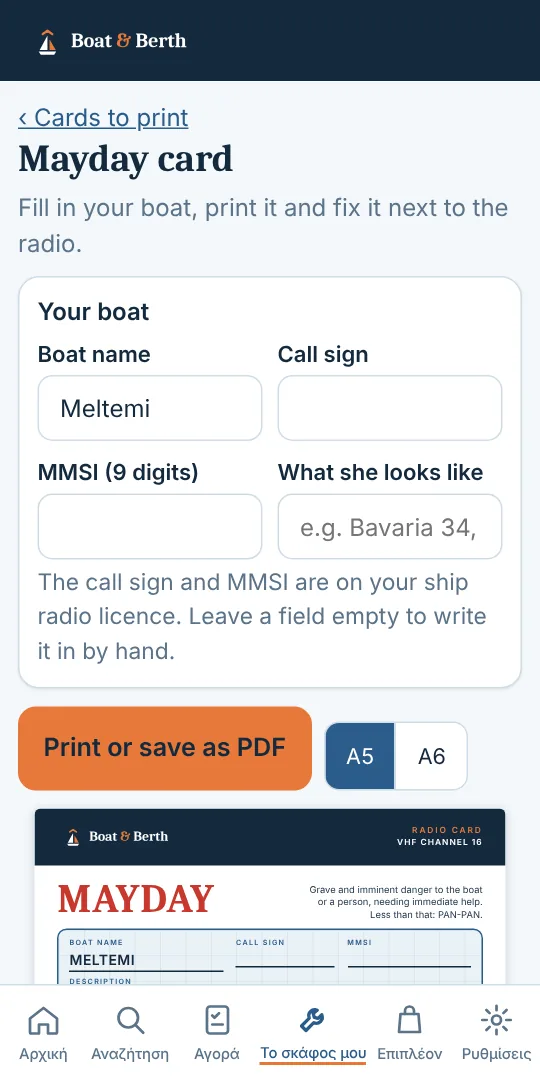 Boat & Berth
‹ Cards to print
Mayday card
Fill in your boat, print it and fix it next to the
radio.
Your boat
Boat name
Call sign
Meltemi
MMSI (9 digits)
What she looks like
e.g. Bavaria 34,
The call sign and MMSI are on your ship
radio licence. Leave a field empty to write
it in by hand.
Print or save as PDF
A5
A6
Boat & Berth
RADIO CARD
VHF CHANNEL 16
MAYDAY
Grave and imminent danger to the boat
or a person, needing immediate help.
Less than that: PAN-PAN.
BOAT NAME
CALL SIGN
MMSI
MELTEMI
DESCRIPTION
Αρχική
Αναζήτηση
Αγορά
Το σκάφος μου
Επιπλέον
Ρυθμίσεις